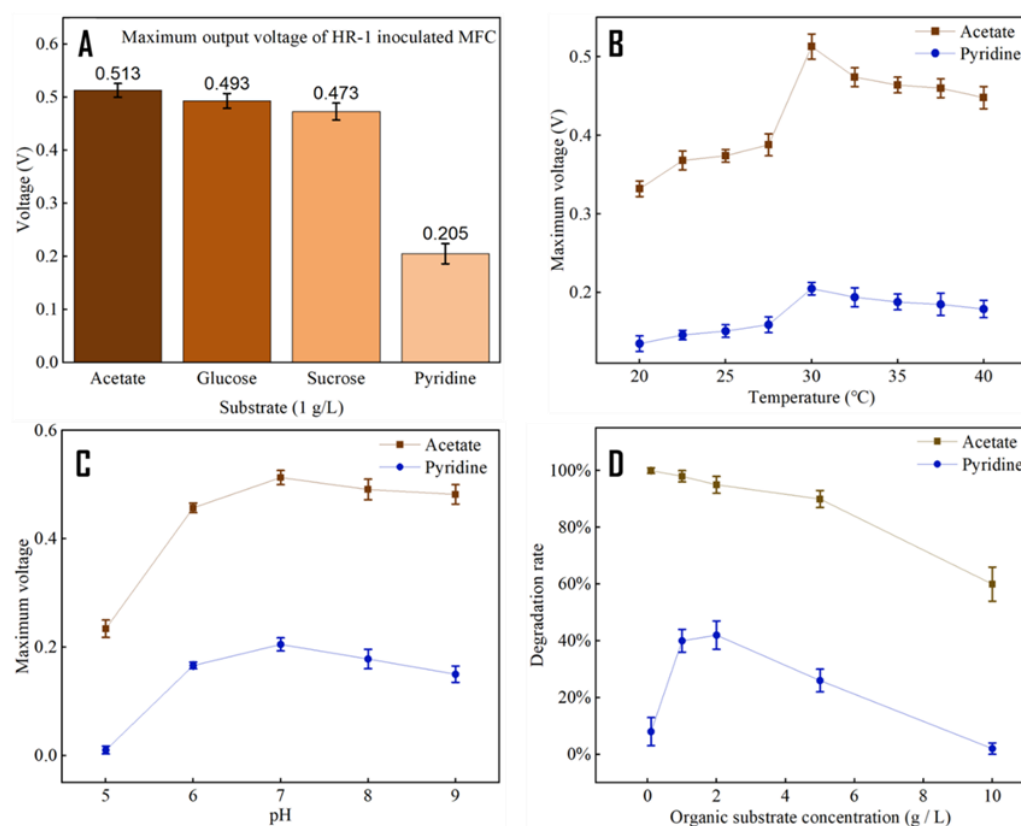 A
Maximum output voltage of HR-1 inoculated MFC
0.6
0.5
0.4
0.3
0.2
0.1
0.0
Voltage (V)
0.513
0.493
0.473
0.205
Acetate Glucose Sucrose Pyridine
Substrate (1 g/L)
B
Acetate
Pyridine
0.5
0.4
0.3
0.2
Maximum voltage (V)
20 25 30 35 40
Temperature (℃)
C
Acetate
Pyridine
0.6
0.4
0.2
0.0
Maximum voltage
5 6 7 8 9
pH
D
Acetate
Pyridine
100%
80%
60%
40%
20%
0%
Degradation rate
0 2 4 6 8 10
Organic substrate concentration (g / L)